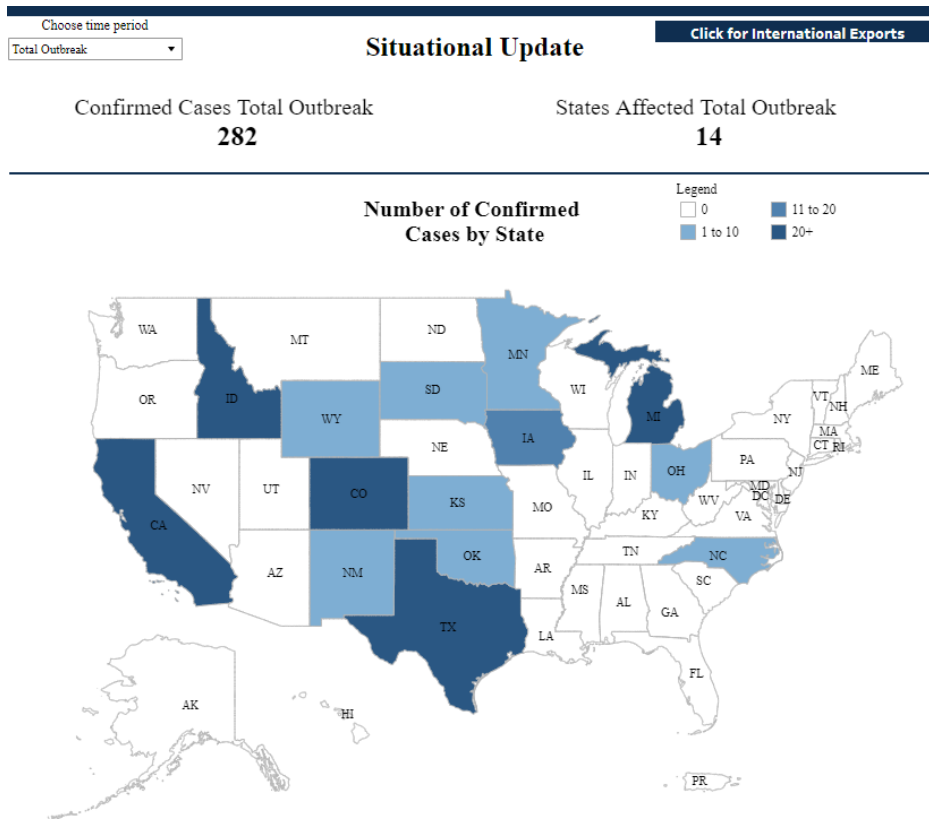 Choose time period
Total Outbreak
Situational Update
Click for International Exports
Confirmed Cases Total Outbreak
282
States Affected Total Outbreak
14
Number of Confirmed
Cases by State
Legend
0
11 to 20
1 to 10
20+
WA
MT
ND
MN
ME
OR
ID
WY
SD
WI
MI
VT
NH
NY
MA
CT
RI
NV
UT
CO
NE
IA
IL
IN
OH
PA
NJ
MD
DC
DE
CA
KS
MO
KY
WV
VA
AZ
NM
OK
AR
TN
NC
SC
TX
LA
MS
AL
GA
FL
AK
HI
PR